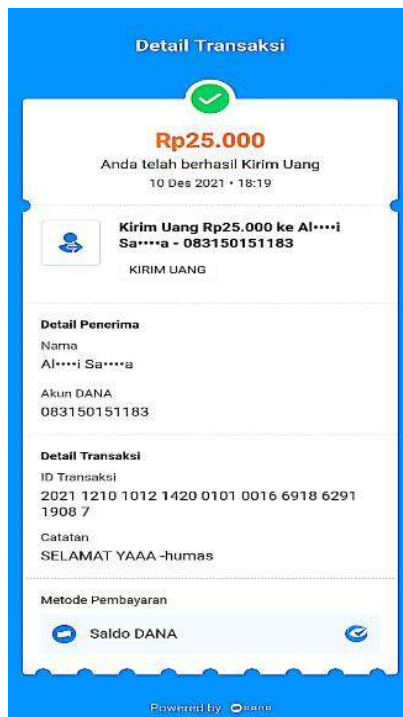 Detail Transaksi
Rp25.000
Anda telah berhasil Kirim Uang
10 Des 2021 • 18:19
Kirim Uang Rp25.000 ke Al••••i
Sa••••a - 083150151183
KIRIM UANG
Detail Penerima
Nama
Al••••i Sa••••a
Akun DANA
083150151183
Detail Transaksi
ID Transaksi
2021 1210 1012 1420 0101 0016 6918 6291
1908 7
Catatan
SELAMAT YAAA -humas
Metode Pembayaran
Saldo DANA
Powered by DANA